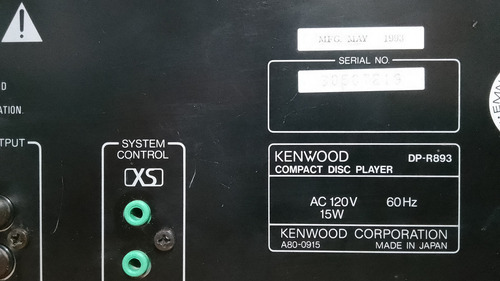 MFG. MAY 1993
SERIAL NO.
D
ATION.
TPUT
SYSTEM
CONTROL
XS
KENWOOD DP-R893
COMPACT DISC PLAYER
AC 120V 60Hz
15W
KENWOOD CORPORATION
A80-0915 MADE IN JAPAN